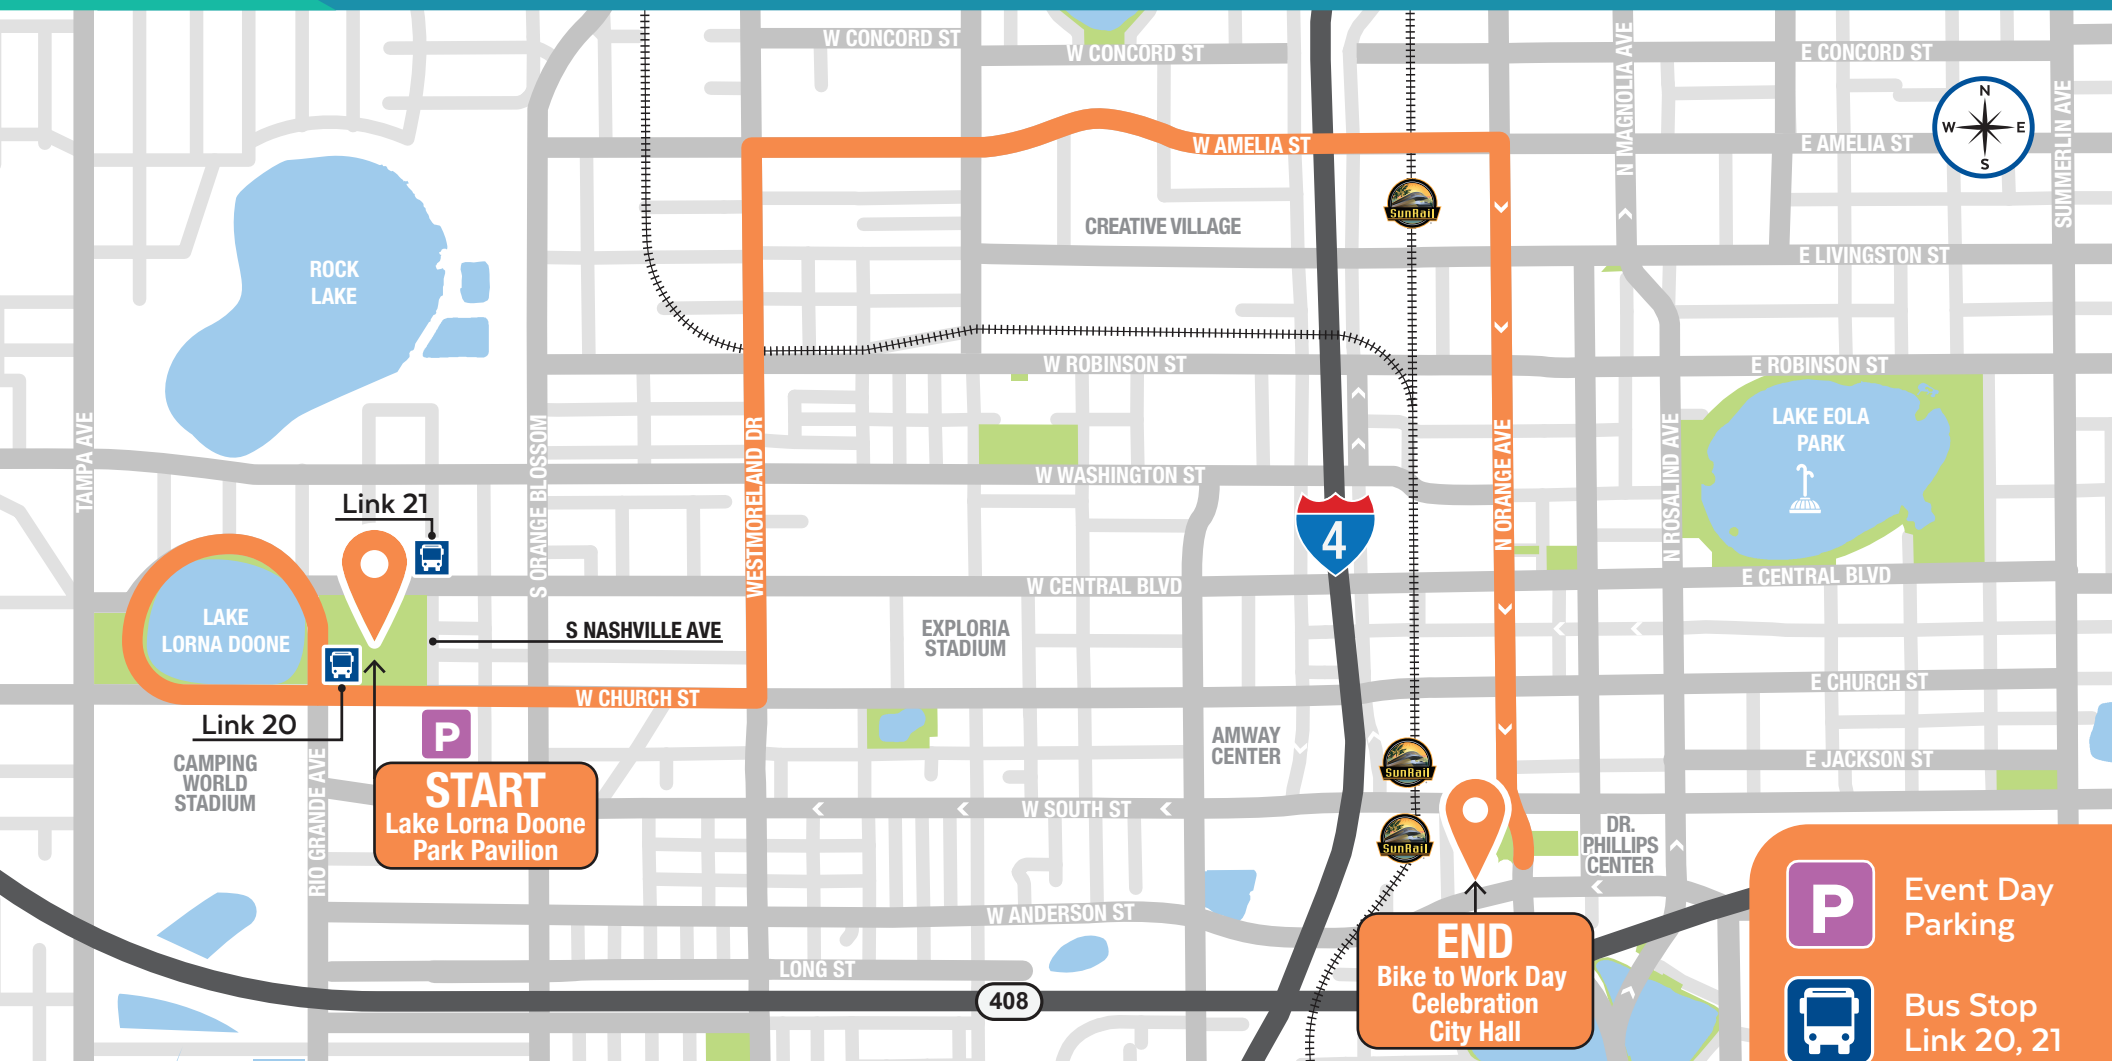 W CONCORD ST
W CONCORD ST
E CONCORD ST
N MAGNOLIA AVE
SUMMERLIN AVE
N
W E
S
W AMELIA ST
E AMELIA ST
SunRail
CREATIVE VILLAGE
E LIVINGSTON ST
ROCK
LAKE
W ROBINSON ST
E ROBINSON ST
TAMPA AVE
S ORANGE BLOSSOM
WESTMORELAND DR
N ORANGE AVE
N ROSALIND AVE
LAKE EOLA
PARK
W WASHINGTON ST
Link 21
4
W CENTRAL BLVD
E CENTRAL BLVD
LAKE
LORNA DOONE
S NASHVILLE AVE
EXPLORIA
STADIUM
W CHURCH ST
E CHURCH ST
Link 20
P
AMWAY
CENTER
SunRail
E JACKSON ST
CAMPING
WORLD
STADIUM
RIO GRANDE AVE
START
Lake Lorna Doone
Park Pavilion
W SOUTH ST
SunRail
DR.
PHILLIPS
CENTER
W ANDERSON ST
LONG ST
408
END
Bike to Work Day
Celebration
City Hall
P
Event Day
Parking
Bus Stop
Link 20, 21